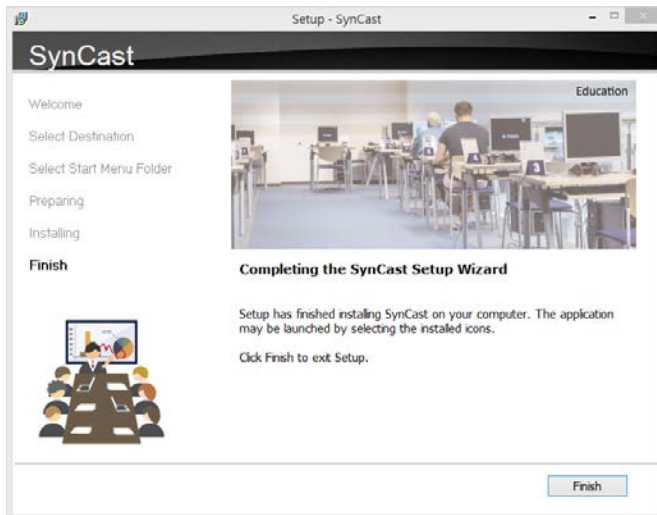 Setup - SynCast
SynCast
Welcome
Select Destination
Select Start Menu Folder
Preparing
Installing
Finish
Education
Completing the SynCast Setup Wizard
Setup has finished installing SynCast on your computer. The application
may be launched by selecting the installed icons.
Click Finish to exit Setup.
Finish